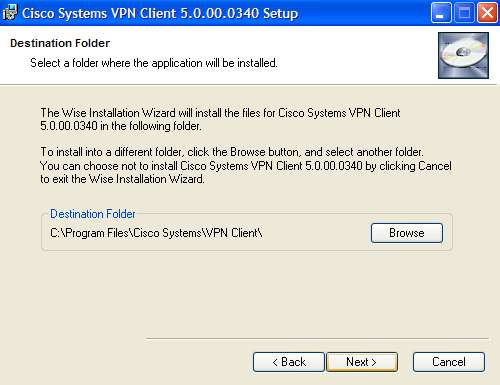 Cisco Systems VPN Client 5.0.00.0340 Setup
Destination Folder
Select a folder where the application will be installed.
The Wise Installation Wizard will install the files for Cisco Systems VPN Client
5.0.00.0340 in the following folder.
To install into a different folder, click the Browse button, and select another folder.
You can choose not to install Cisco Systems VPN Client 5.0.00.0340 by clicking Cancel
to exit the Wise Installation Wizard.
Destination Folder
C:\Program Files\Cisco Systems\VPN Client\
Browse
< Back
Next >
Cancel